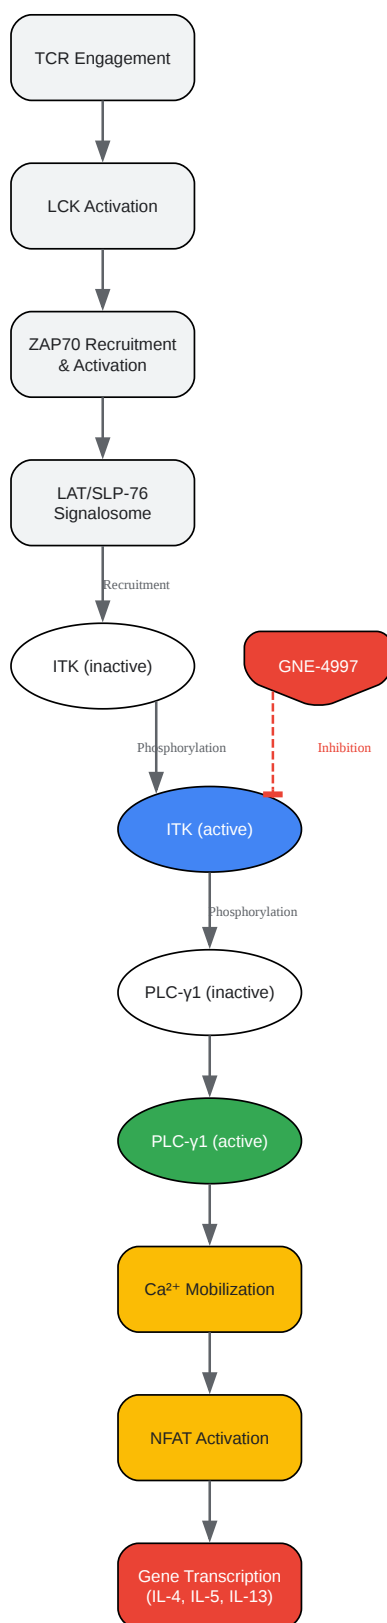 TCR Engagement
LCK Activation
ZAP70 Recruitment
& Activation
LAT/SLP-76
Signalosome
Recruitment
ITK (inactive)
GNE-4997
Phosphorylation
Inhibition
ITK (active)
Phosphorylation
PLC-γ1 (inactive)
PLC-γ1 (active)
Ca²⁺ Mobilization
NFAT Activation
Gene Transcription
(IL-4, IL-5, IL-13)